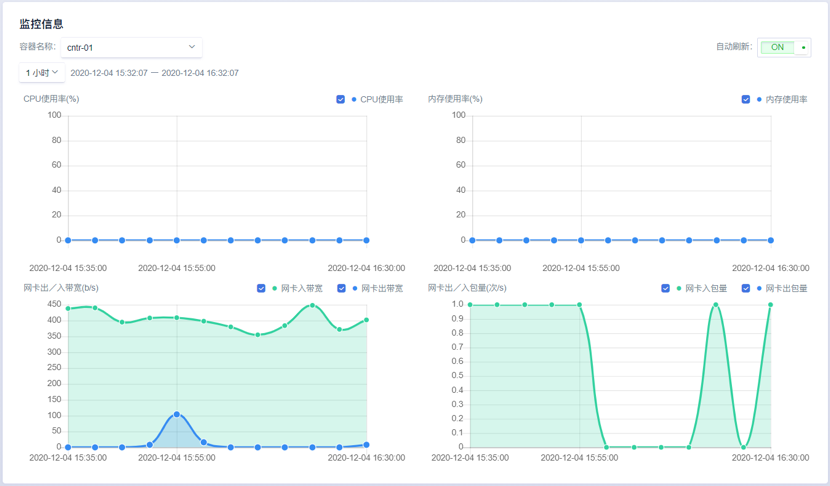 监控信息
容器名称: cntr-01
自动刷新: ON
1 小时 2020-12-04 15:32:07 — 2020-12-04 16:32:07
CPU使用率(%)
CPU使用率
100
80
60
40
20
0
2020-12-04 15:35:00 2020-12-04 15:55:00 2020-12-04 16:30:00
内存使用率(%)
内存使用率
100
80
60
40
20
0
2020-12-04 15:35:00 2020-12-04 15:55:00 2020-12-04 16:30:00
网卡出／入带宽(b/s)
网卡入带宽 网卡出带宽
450
400
350
300
250
200
150
100
50
0
2020-12-04 15:35:00 2020-12-04 15:55:00 2020-12-04 16:30:00
网卡出／入包量(次/s)
网卡入包量 网卡出包量
1.0
0.9
0.8
0.7
0.6
0.5
0.4
0.3
0.2
0.1
0
2020-12-04 15:35:00 2020-12-04 15:55:00 2020-12-04 16:30:00